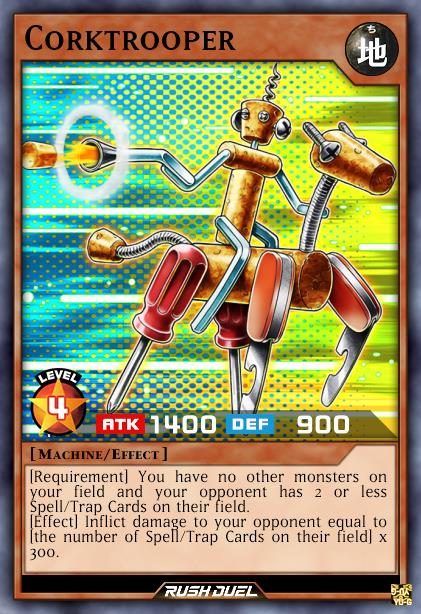 CORKTROOPER
ち
地
LEVEL
4
ATK 1400 DEF 900
[MACHINE/EFFECT]
[Requirement] You have no other monsters on
your field and your opponent has 2 or less
Spell/Trap Cards on their field.
[Effect] Inflict damage to your opponent equal to
[the number of Spell/Trap Cards on their field] x
300.
RUSH DUEL